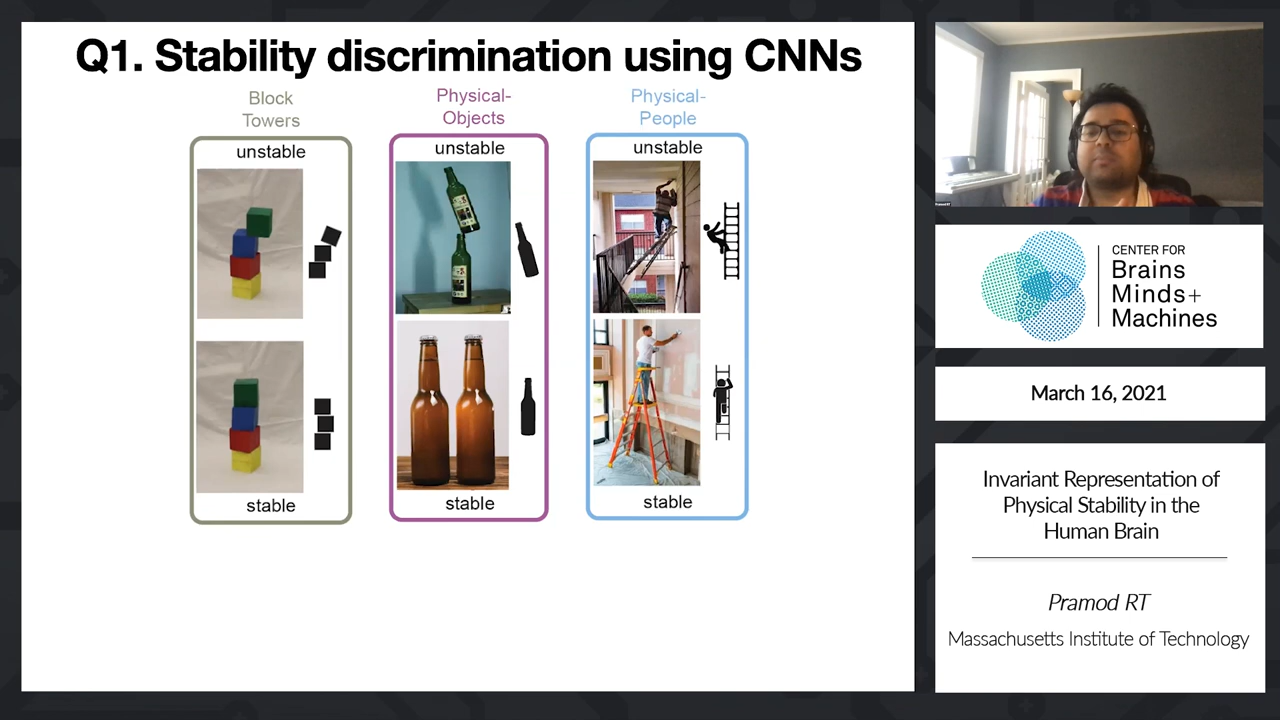 Q1. Stability discrimination using CNNs
Block
Towers
unstable
stable
Physical-
Objects
unstable
stable
Physical-
People
unstable
stable
Pramod RT
CENTER FOR
Brains
Minds+
Machines
March 16, 2021
Invariant Representation of
Physical Stability in the
Human Brain
Pramod RT
Massachusetts Institute of Technology